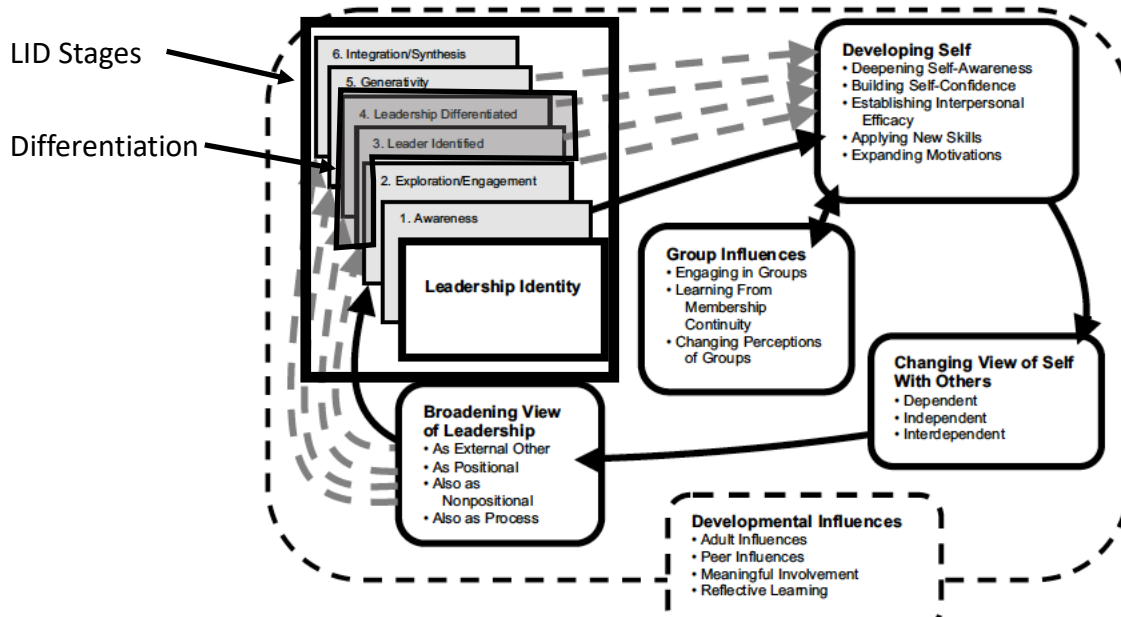 LID Stages
Differentiation
6. Integration/Synthesis
5. Generativity
4. Leadership Differentiated
3. Leader Identified
2. Exploration/Engagement
1. Awareness
Leadership Identity
Developing Self
• Deepening Self-Awareness
• Building Self-Confidence
• Establishing Interpersonal
Efficacy
• Applying New Skills
• Expanding Motivations
Group Influences
• Engaging in Groups
• Learning From
Membership
Continuity
• Changing Perceptions
of Groups
Changing View of Self
With Others
• Dependent
• Independent
• Interdependent
Broadening View
of Leadership
• As External Other
• As Positional
• Also as
Nonpositional
• Also as Process
Developmental Influences
• Adult Influences
• Peer Influences
• Meaningful Involvement
• Reflective Learning